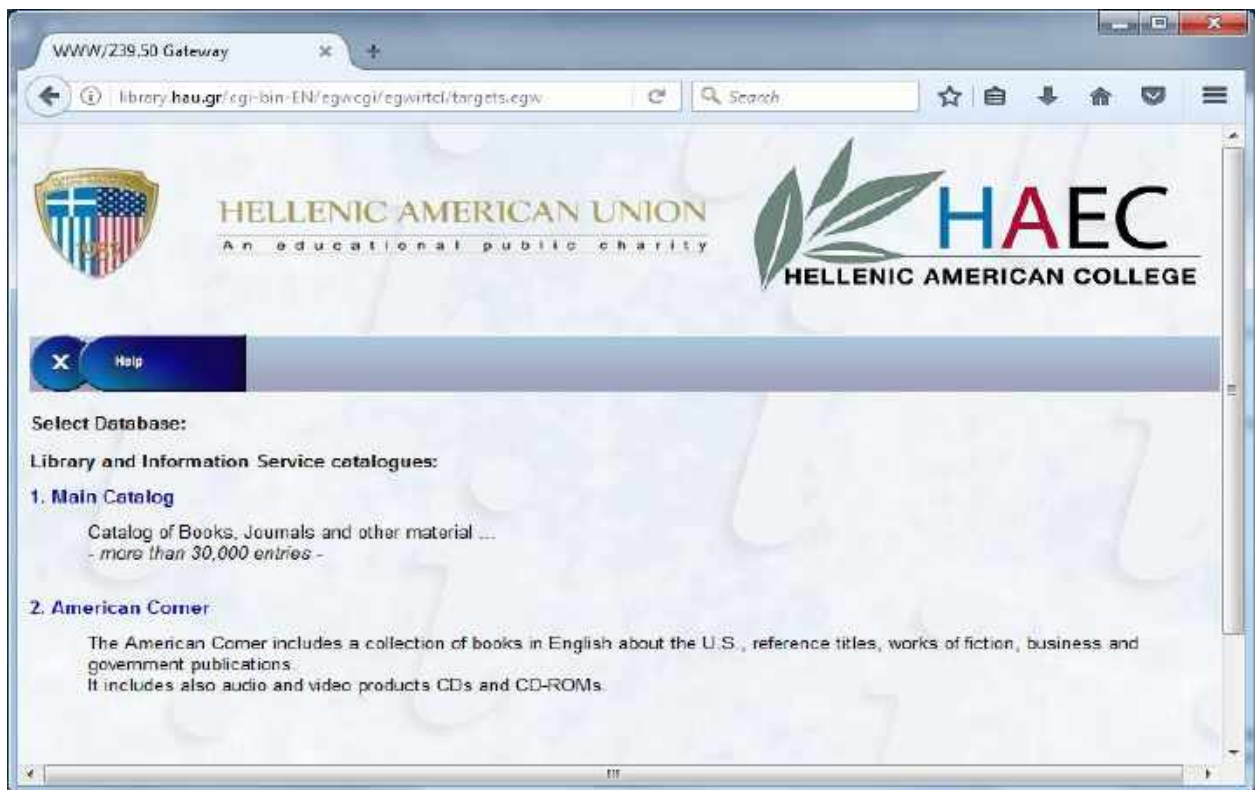 WWW/Z39.50 Gateway
library.hau.gr/cgi-bin-EN/egwcgi/egwirtcl/targets.egw
Search
HELLENIC AMERICAN UNION
An educational public charity
HAEC
HELLENIC AMERICAN COLLEGE
1957
X Help
Select Database:
Library and Information Service catalogues:
1. Main Catalog
Catalog of Books, Journals and other material ...
- more than 30,000 entries -
2. American Corner
The American Corner includes a collection of books in English about the U.S., reference titles, works of fiction, business and
government publications.
It includes also audio and video products CDs and CD-ROMs.